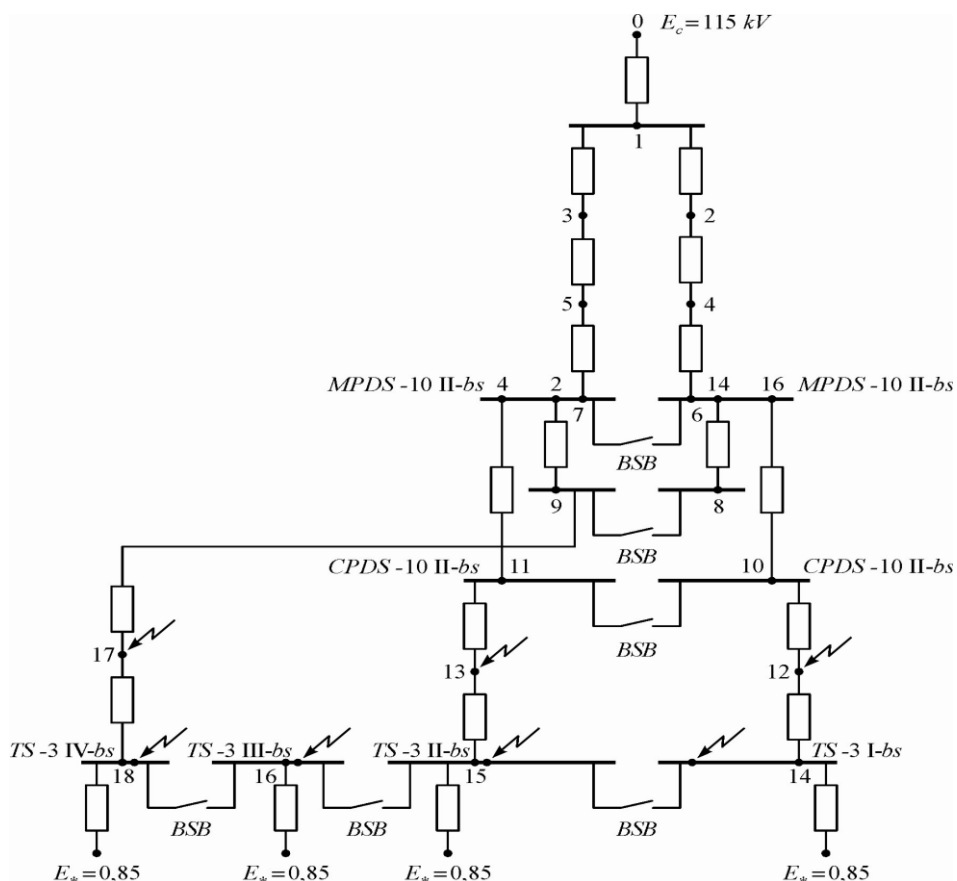 0 E_c = 115 kV
1
3 2
5 4
MPDS -10 II-bs 4 2 14 16 MPDS -10 II-bs
7 6
BSB
9 8
BSB
CPDS -10 II-bs 11 10 CPDS -10 II-bs
BSB
17
13 12
TS -3 IV-bs TS -3 III-bs TS -3 II-bs TS -3 I-bs
18 16 15 14
BSB BSB BSB
E_* = 0,85 E_* = 0,85 E_* = 0,85 E_* = 0,85